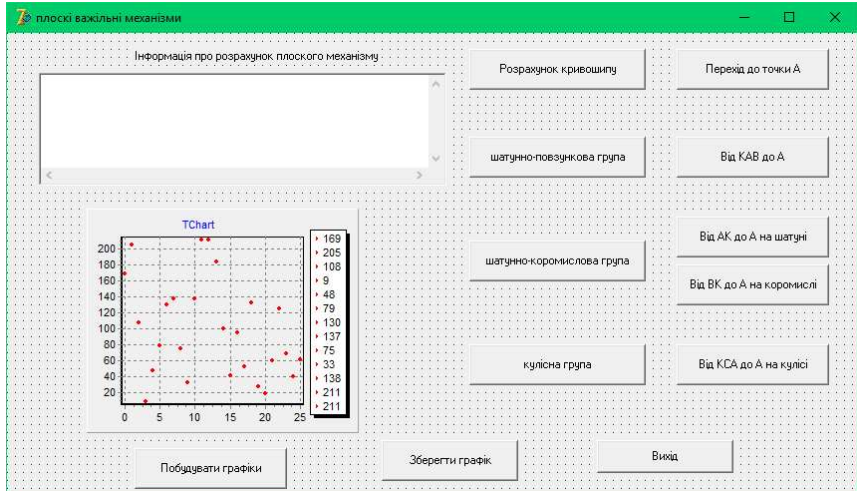 плоскі важільні механізми
Інформація про розрахунок плоского механізму
Розрахунок кривошипу
Перехід до точки А
шатунно-повзункова група
Від КАВ до А
шатунно-коромислова група
Від АК до А на шатуні
Від ВК до А на коромислі
кулісна група
Від КСА до А на кулісі
TChart
200
180
160
140
120
100
80
60
40
20
0 5 10 15 20 25
169
205
108
9
48
79
130
137
75
33
138
211
211
Побудувати графіки
Зберегти графік
Вихід